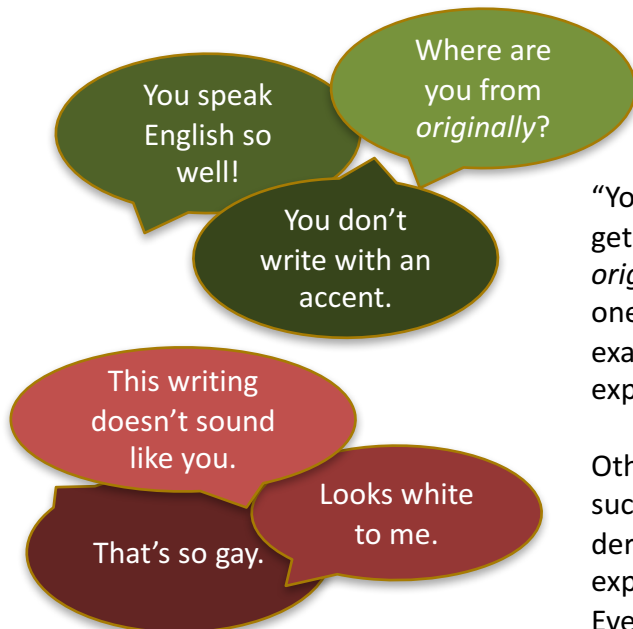 Where are
you from
originally?
You speak
English so
well!
You don’t
write with an
accent.
This writing
doesn’t sound
like you.
Looks white
to me.
That’s so gay.
“Yo
get
orig
one
exa
exp
Oth
suc
der
exp
Eve